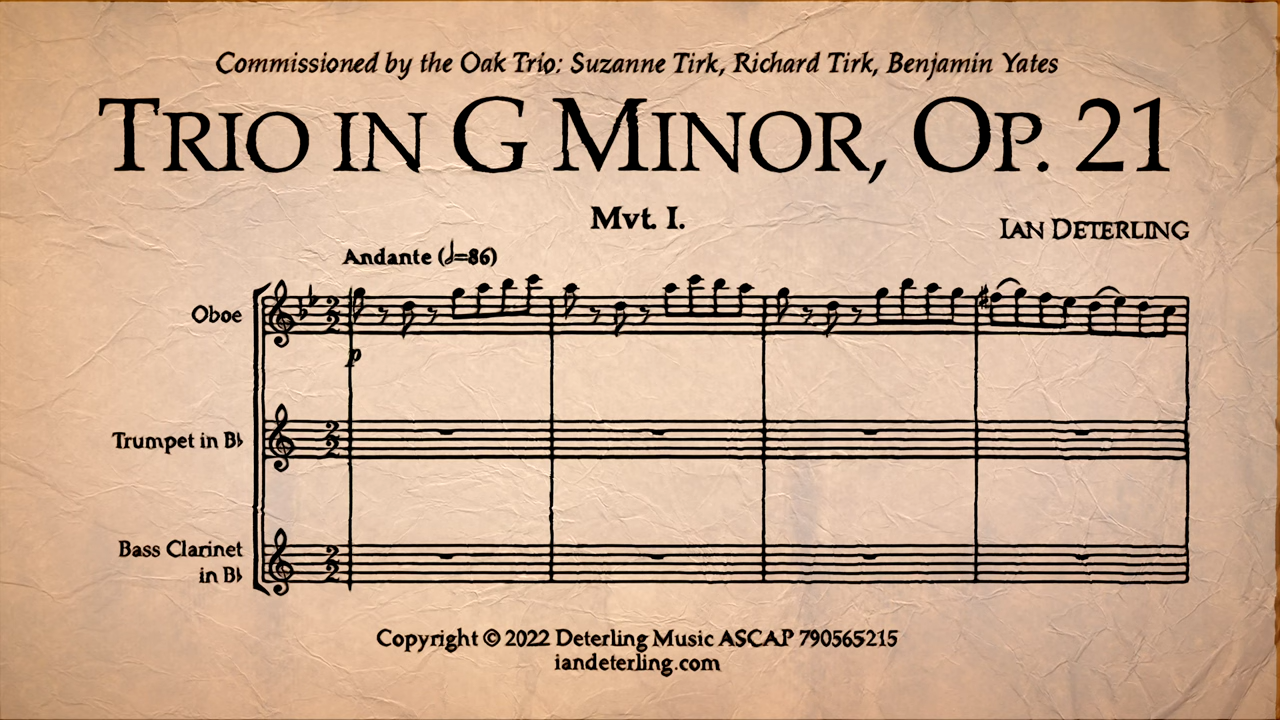 Commissioned by the Oak Trio: Suzanne Tirk, Richard Tirk, Benjamin Yates
TRIO IN G MINOR, OP. 21
Mvt. I.
IAN DETERLING
Andante (𝅗𝅥=86)
Oboe
p
Trumpet in B♭
Bass Clarinet
in B♭
Copyright © 2022 Deterling Music ASCAP 790565215
iandeterling.com